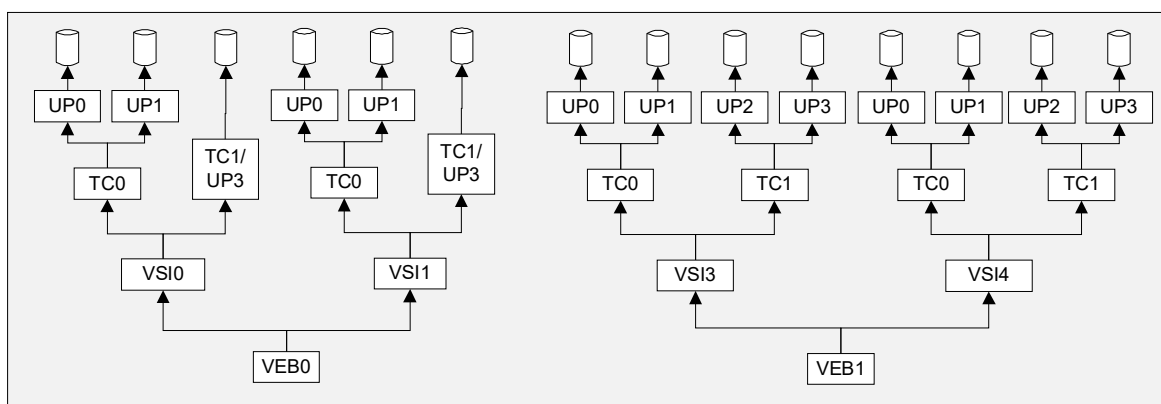 UP0 UP1 UP0 UP1 UP0 UP1 UP2 UP3 UP0 UP1 UP2 UP3
TC1/
UP3
TC1/
UP3
TC0 TC0 TC0 TC1 TC0 TC1
VSI0 VSI1 VSI3 VSI4
VEB0 VEB1